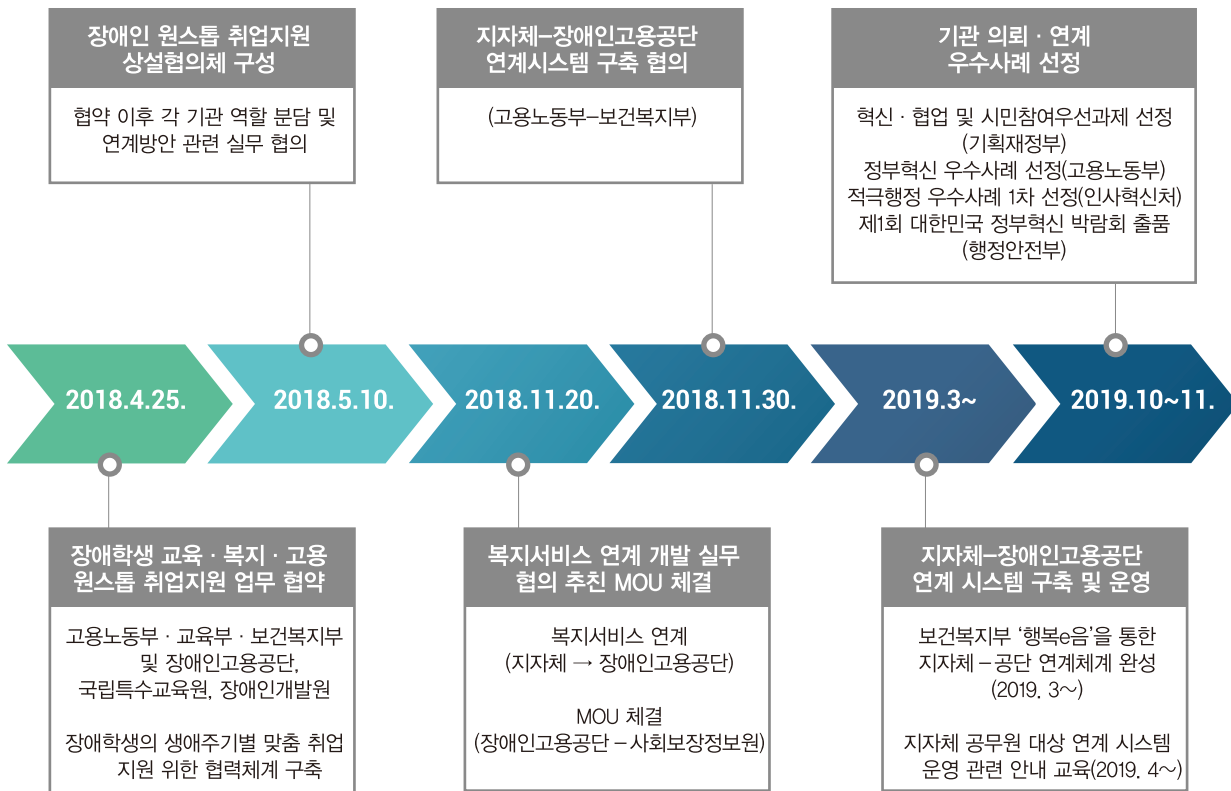 장애인 원스톱 취업지원
상설협의체 구성
협약 이후 각 기관 역할 분담 및
연계방안 관련 실무 협의
지자체-장애인고용공단
연계시스템 구축 협의
(고용노동부-보건복지부)
기관 의뢰 · 연계
우수사례 선정
혁신 · 협업 및 시민참여우선과제 선정
(기획재정부)
정부혁신 우수사례 선정(고용노동부)
적극행정 우수사례 1차 선정(인사혁신처)
제1회 대한민국 정부혁신 박람회 출품
(행정안전부)
2018.4.25.
2018.5.10.
2018.11.20.
2018.11.30.
2019.3~
2019.10~11.
장애학생 교육 · 복지 · 고용
원스톱 취업지원 업무 협약
고용노동부 · 교육부 · 보건복지부
및 장애인고용공단,
국립특수교육원, 장애인개발원
장애학생의 생애주기별 맞춤 취업
지원 위한 협력체계 구축
복지서비스 연계 개발 실무
협의 추친 MOU 체결
복지서비스 연계
(지자체 → 장애인고용공단)
MOU 체결
(장애인고용공단 – 사회보장정보원)
지자체-장애인고용공단
연계 시스템 구축 및 운영
보건복지부 ‘행복e음’을 통한
지자체 – 공단 연계체계 완성
(2019. 3~)
지자체 공무원 대상 연계 시스템
운영 관련 안내 교육(2019. 4~)